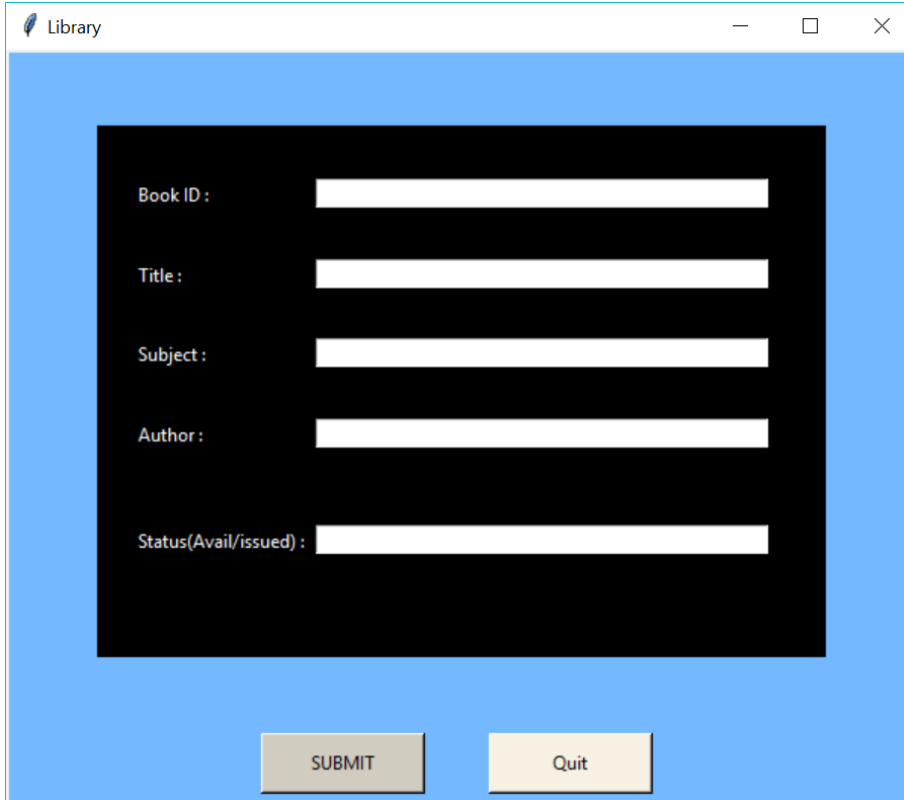 Library
Book ID :
Title :
Subject :
Author :
Status(Avail/issued) :
SUBMIT Quit